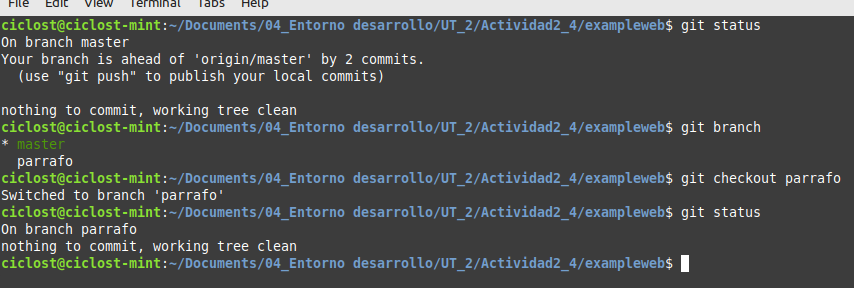 File Edit View Terminal Tabs Help
ciclost@ciclost-mint:~/Documents/04_Entorno desarrollo/UT_2/Actividad2_4/exampleweb$ git status
On branch master
Your branch is ahead of 'origin/master' by 2 commits.
  (use "git push" to publish your local commits)

nothing to commit, working tree clean
ciclost@ciclost-mint:~/Documents/04_Entorno desarrollo/UT_2/Actividad2_4/exampleweb$ git branch
* master
  parrafo
ciclost@ciclost-mint:~/Documents/04_Entorno desarrollo/UT_2/Actividad2_4/exampleweb$ git checkout parrafo
Switched to branch 'parrafo'
ciclost@ciclost-mint:~/Documents/04_Entorno desarrollo/UT_2/Actividad2_4/exampleweb$ git status
On branch parrafo
nothing to commit, working tree clean
ciclost@ciclost-mint:~/Documents/04_Entorno desarrollo/UT_2/Actividad2_4/exampleweb$